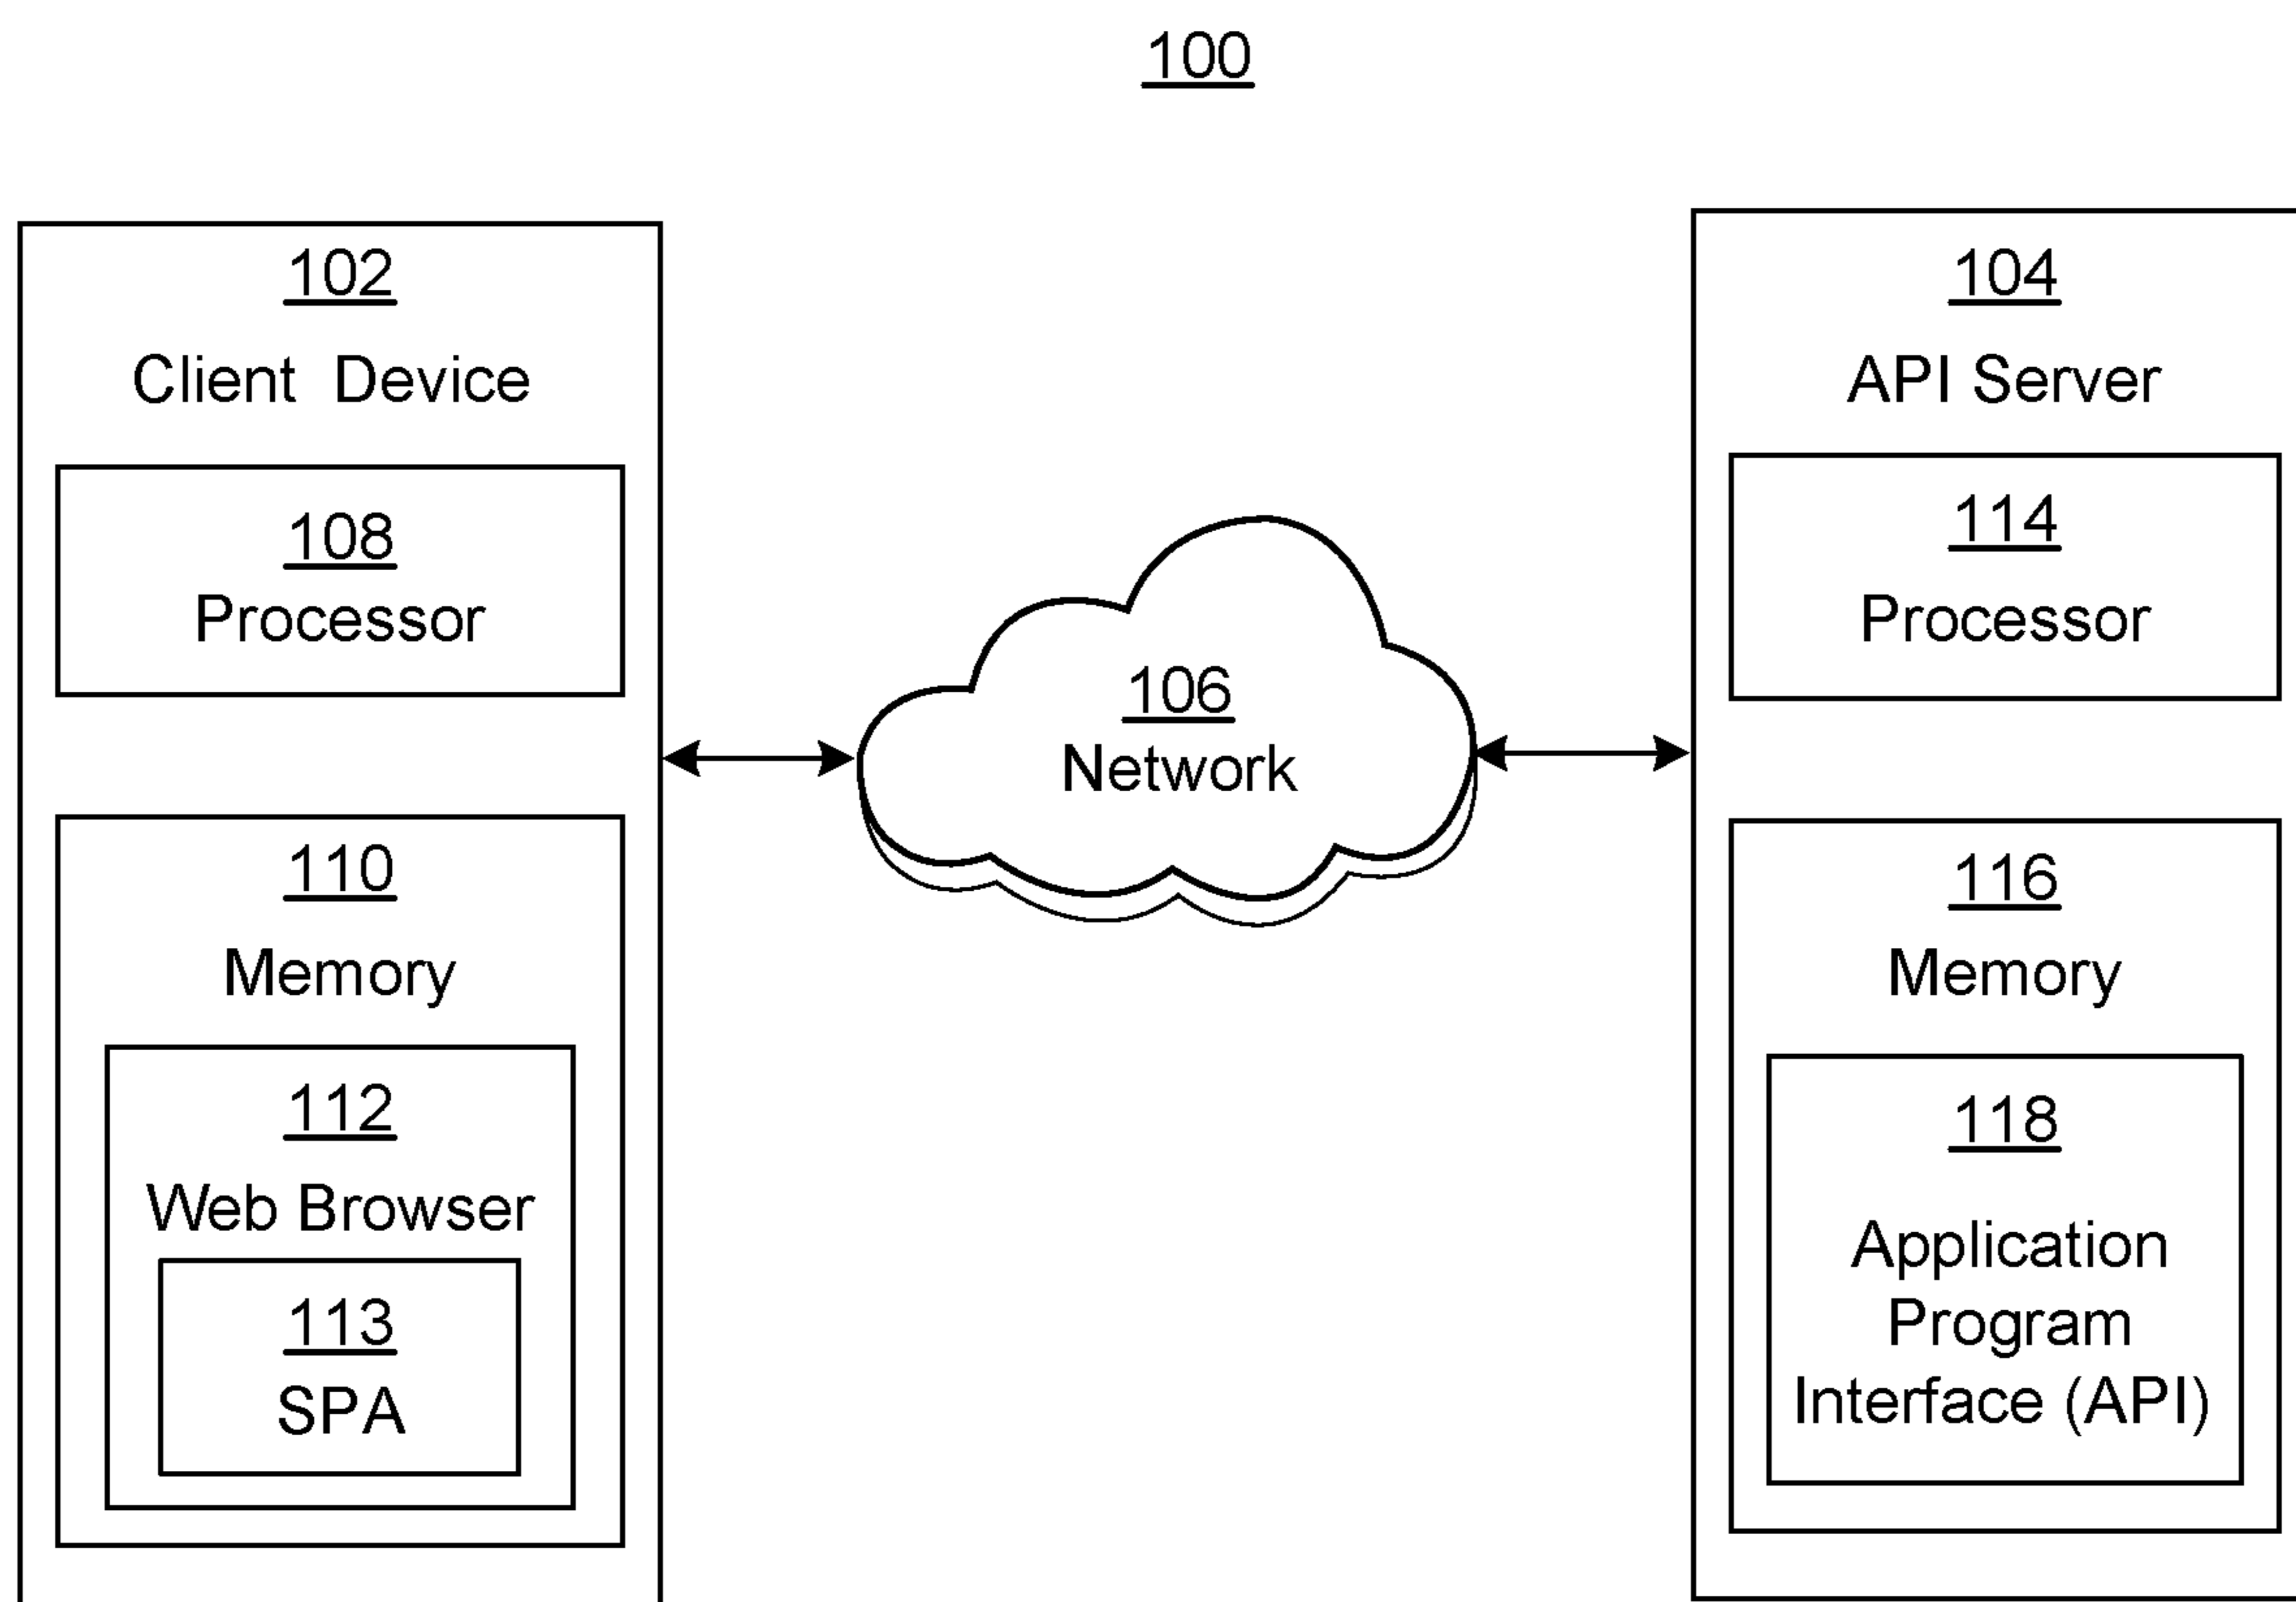 100
102
Client Device
108
Processor
110
Memory
112
Web Browser
113
SPA
106
Network
104
API Server
114
Processor
116
Memory
118
Application
Program
Interface (API)